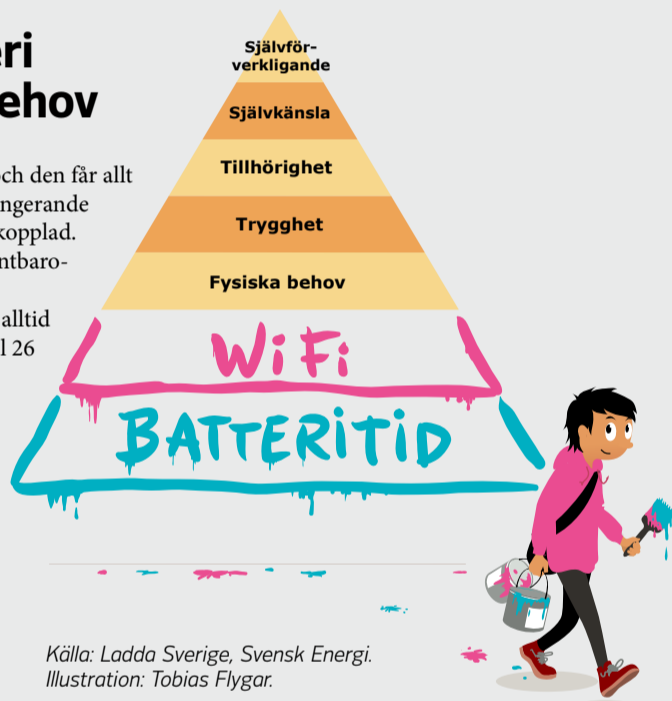 eri
ehov
ch den får allt
ngerande
kopplad.
ntbaro-
alltid
l 26
Självför-
verkligande
Självkänsla
Tillhörighet
Trygghet
Fysiska behov
WiFi
BATTERiTiD
Källa: Ladda Sverige, Svensk Energi.
Illustration: Tobias Flygar.